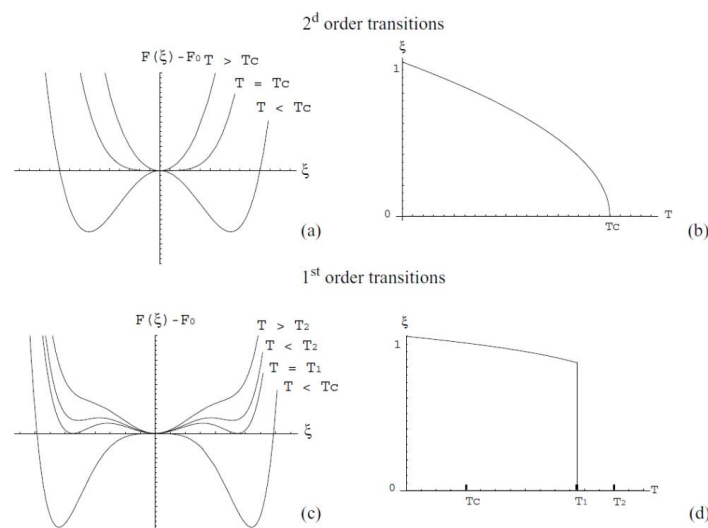 2ᵈ order transitions
F(ξ)-F₀ T > Tc
T = Tc
T < Tc
ξ
(a)
ξ
1
0
Tc
T
(b)
1ˢᵗ order transitions
F(ξ)-F₀
T > T₂
T < T₂
T = T₁
T < Tc
ξ
(c)
ξ
1
0
Tc
T₁
T₂
T
(d)